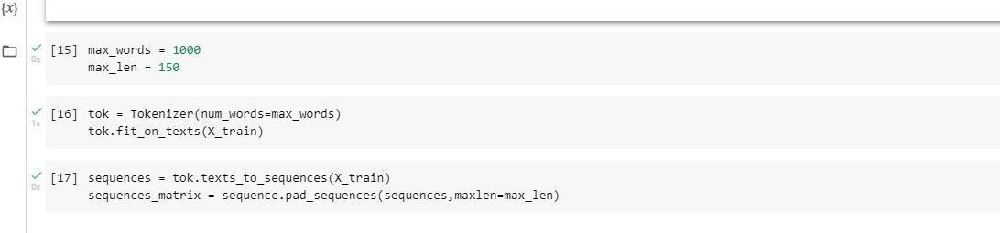 {x}
[15] max_words = 1000
0s
max_len = 150
[16] tok = Tokenizer(num_words=max_words)
1s
tok.fit_on_texts(X_train)
[17] sequences = tok.texts_to_sequences(X_train)
0s
sequences_matrix = sequence.pad_sequences(sequences,maxlen=max_len)